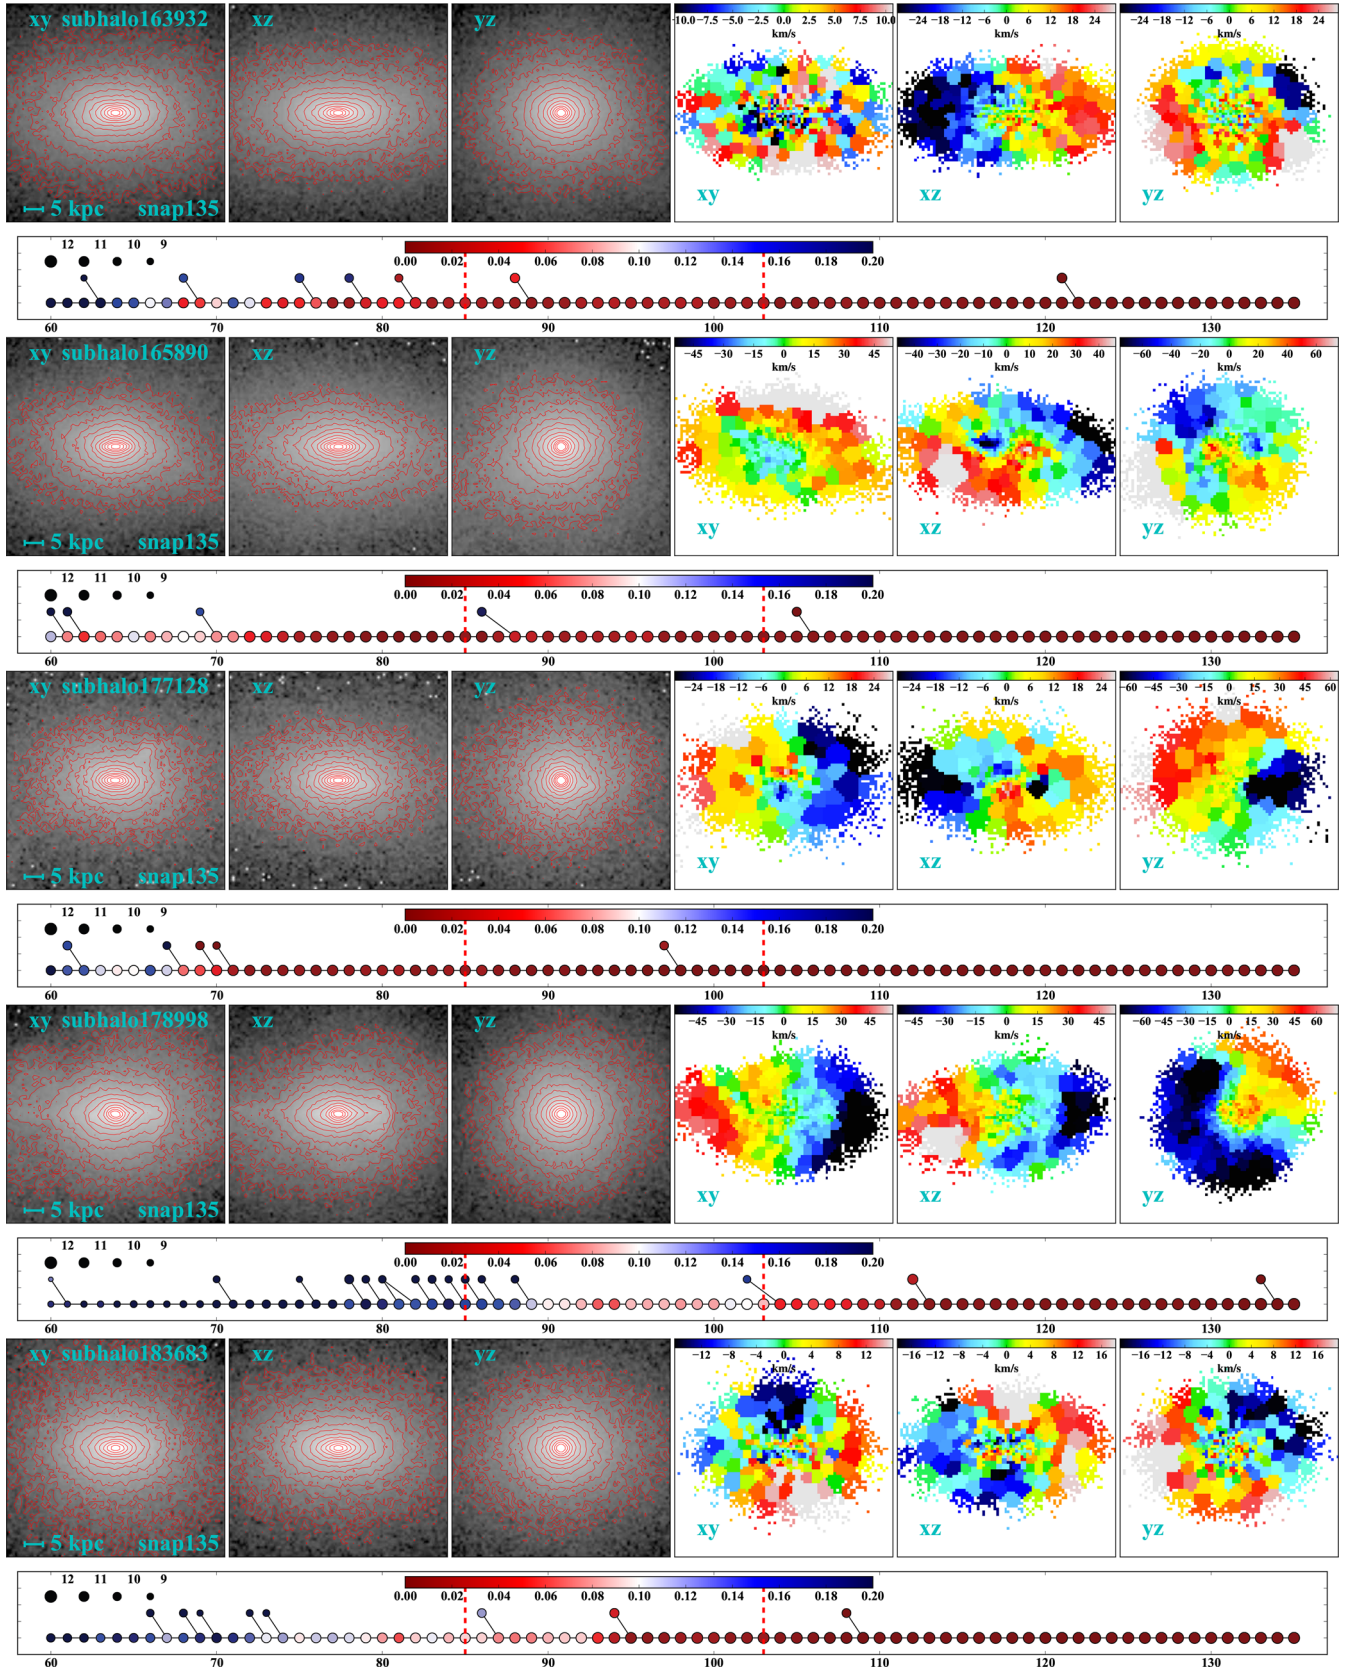 xy subhalo163932 xz yz
−10.0 −7.5 −5.0 −2.5 0.0 2.5 5.0 7.5 10.0
−24 −18 −12 −6 0 6 12 18 24
−24 −18 −12 −6 0 6 12 18 24
km/s km/s km/s
5 kpc snap135 xy xz yz
12 11 10 9
0.00 0.02 0.04 0.06 0.08 0.10 0.12 0.14 0.16 0.18 0.20
60 70 80 90 100 110 120 130
xy subhalo165890 xz yz
−45 −30 −15 0 15 30 45
−40 −30 −20 −10 0 10 20 30 40
−60 −40 −20 0 20 40 60
km/s km/s km/s
5 kpc snap135 xy xz yz
12 11 10 9
0.00 0.02 0.04 0.06 0.08 0.10 0.12 0.14 0.16 0.18 0.20
60 70 80 90 100 110 120 130
xy subhalo177128 xz yz
−24 −18 −12 −6 0 6 12 18 24
−24 −18 −12 −6 0 6 12 18 24
−60 −45 −30 −15 0 15 30 45 60
km/s km/s km/s
5 kpc snap135 xy xz yz
12 11 10 9
0.00 0.02 0.04 0.06 0.08 0.10 0.12 0.14 0.16 0.18 0.20
60 70 80 90 100 110 120 130
xy subhalo178998 xz yz
−45 −30 −15 0 15 30 45
−45 −30 −15 0 15 30 45
−60 −45 −30 −15 0 15 30 45 60
km/s km/s km/s
5 kpc snap135 xy xz yz
12 11 10 9
0.00 0.02 0.04 0.06 0.08 0.10 0.12 0.14 0.16 0.18 0.20
60 70 80 90 100 110 120 130
xy subhalo183683 xz yz
−12 −8 −4 0 4 8 12
−16 −12 −8 −4 0 4 8 12 16
−16 −12 −8 −4 0 4 8 12 16
km/s km/s km/s
5 kpc snap135 xy xz yz
12 11 10 9
0.00 0.02 0.04 0.06 0.08 0.10 0.12 0.14 0.16 0.18 0.20
60 70 80 90 100 110 120 130